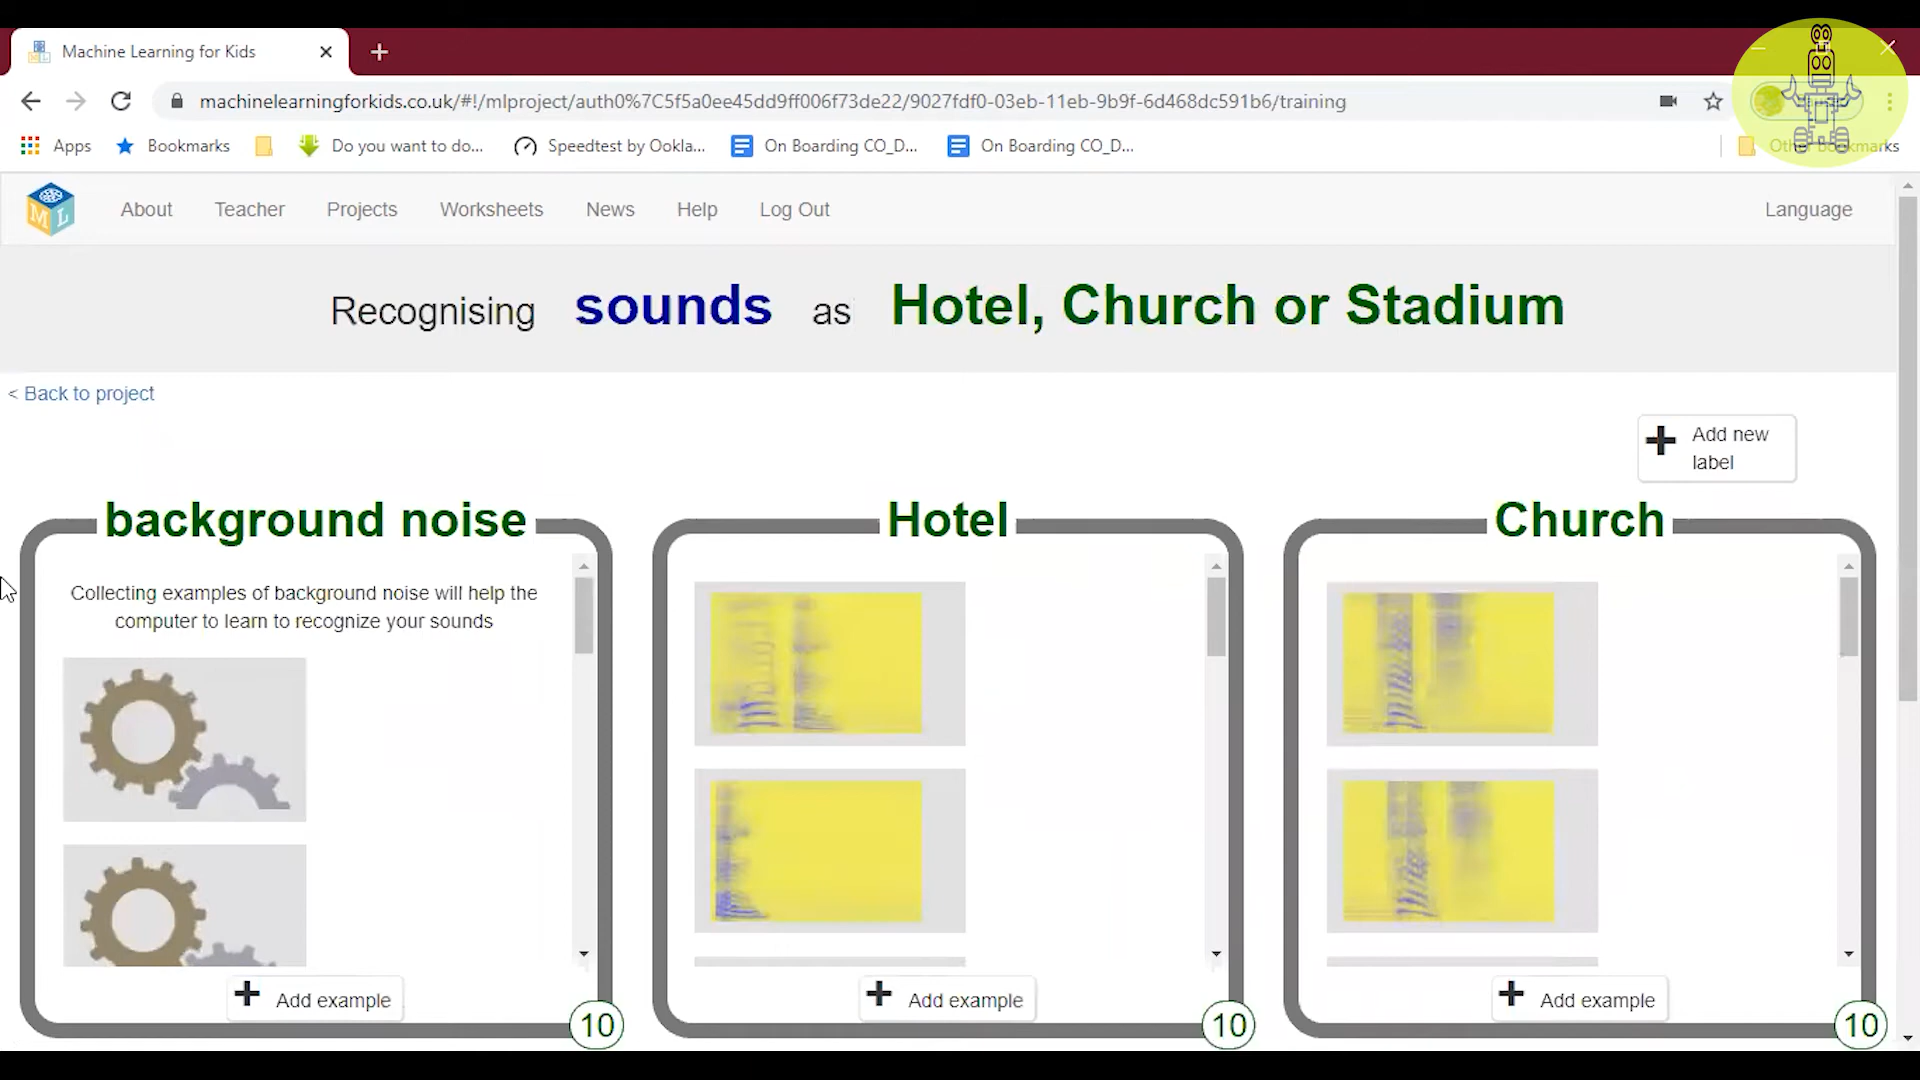 Machine Learning for Kids
machinelearningforkids.co.uk/#!/mlproject/auth0%7C5f5a0ee45dd9ff006f73de22/9027fdf0-03eb-11eb-9b9f-6d468dc591b6/training
Apps Bookmarks Do you want to do... Speedtest by Ookla... On Boarding CO_D... On Boarding CO_D... Other bookmarks
ML About Teacher Projects Worksheets News Help Log Out Language
Recognising sounds as Hotel, Church or Stadium
< Back to project
Add new
label
background noise
Collecting examples of background noise will help the
computer to learn to recognize your sounds
Add example
10
Hotel
Add example
10
Church
Add example
10